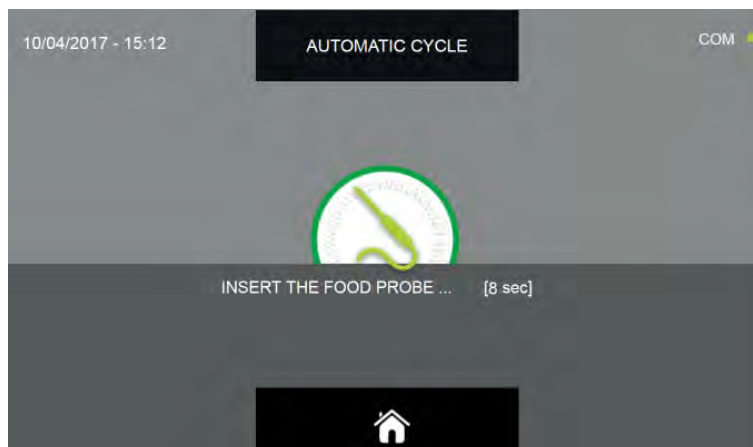 10/04/2017 - 15:12
AUTOMATIC CYCLE
COM
INSERT THE FOOD PROBE ... [8 sec]